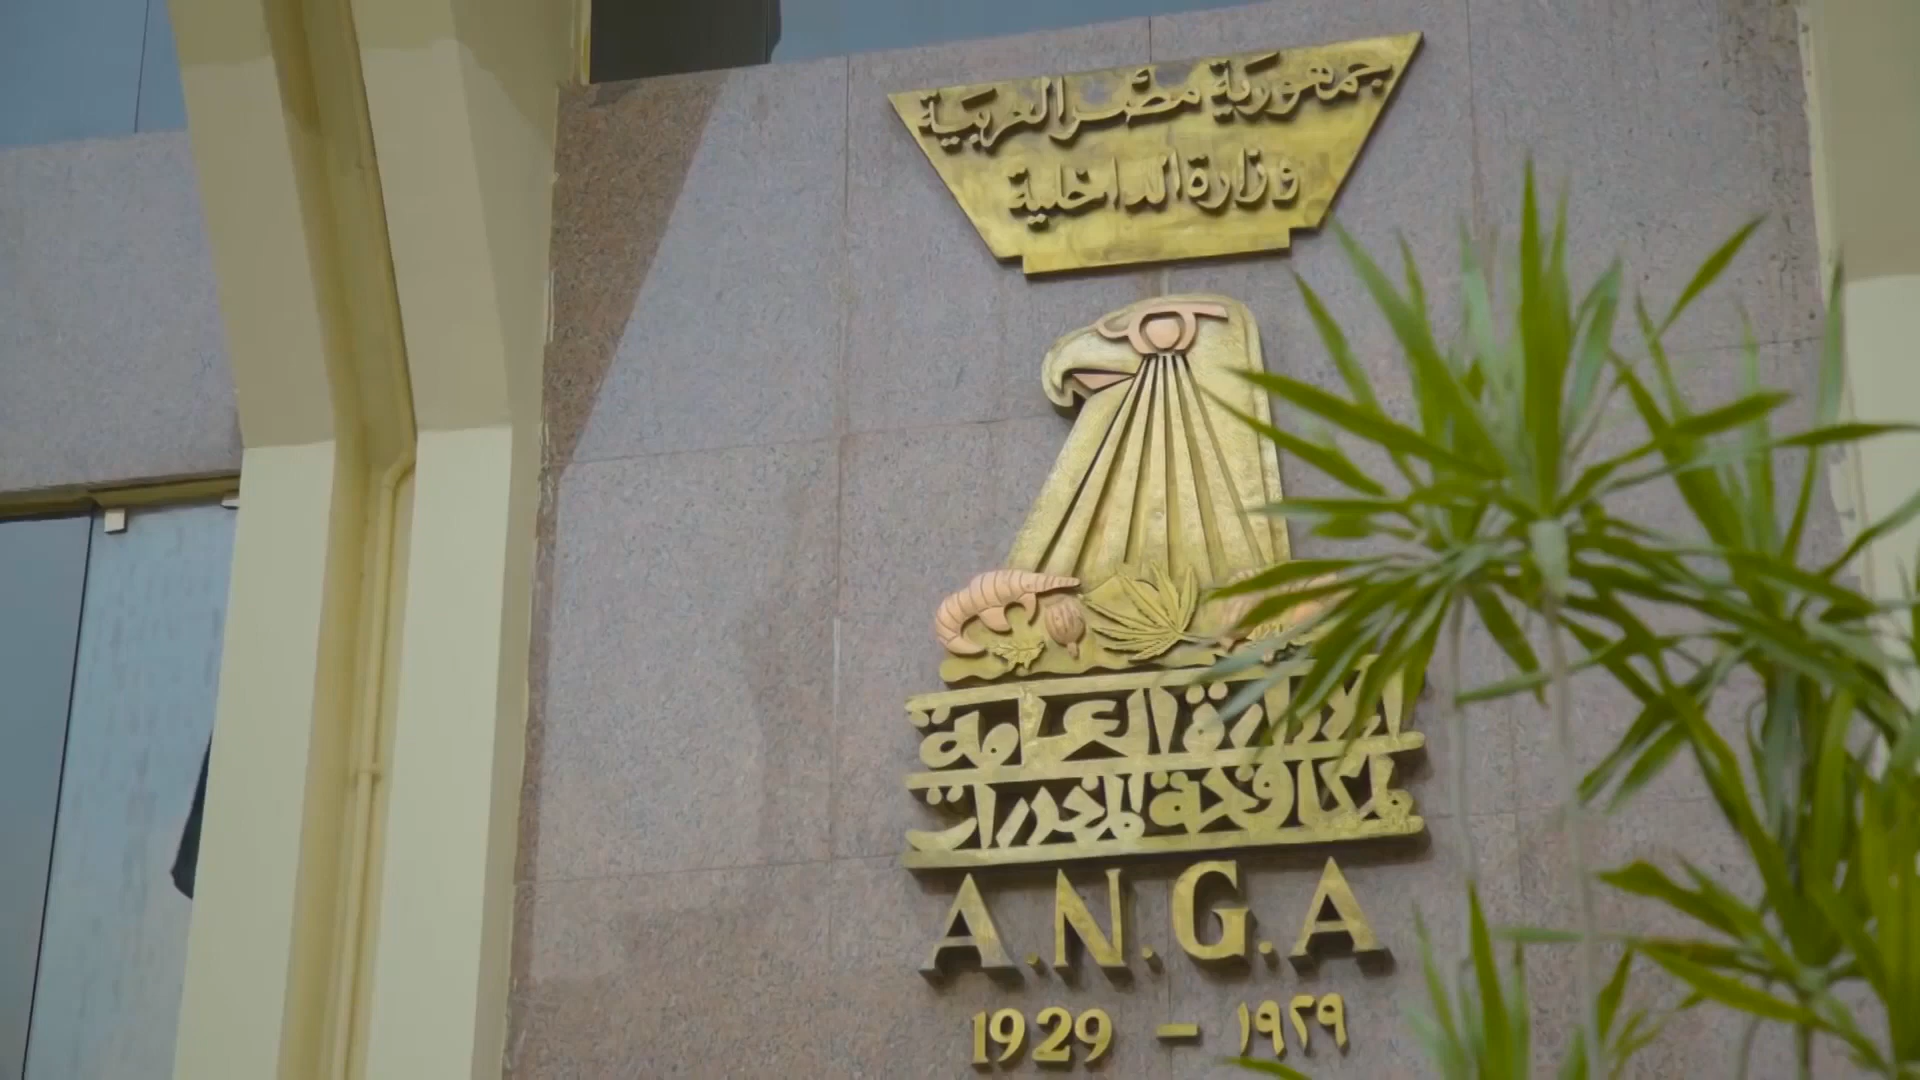 جمهورية مصر العربية
وزارة الداخلية
الإدارة العامة
لمكافحة المخدرات
A.N.G.A
1929 - ١٩٢٩